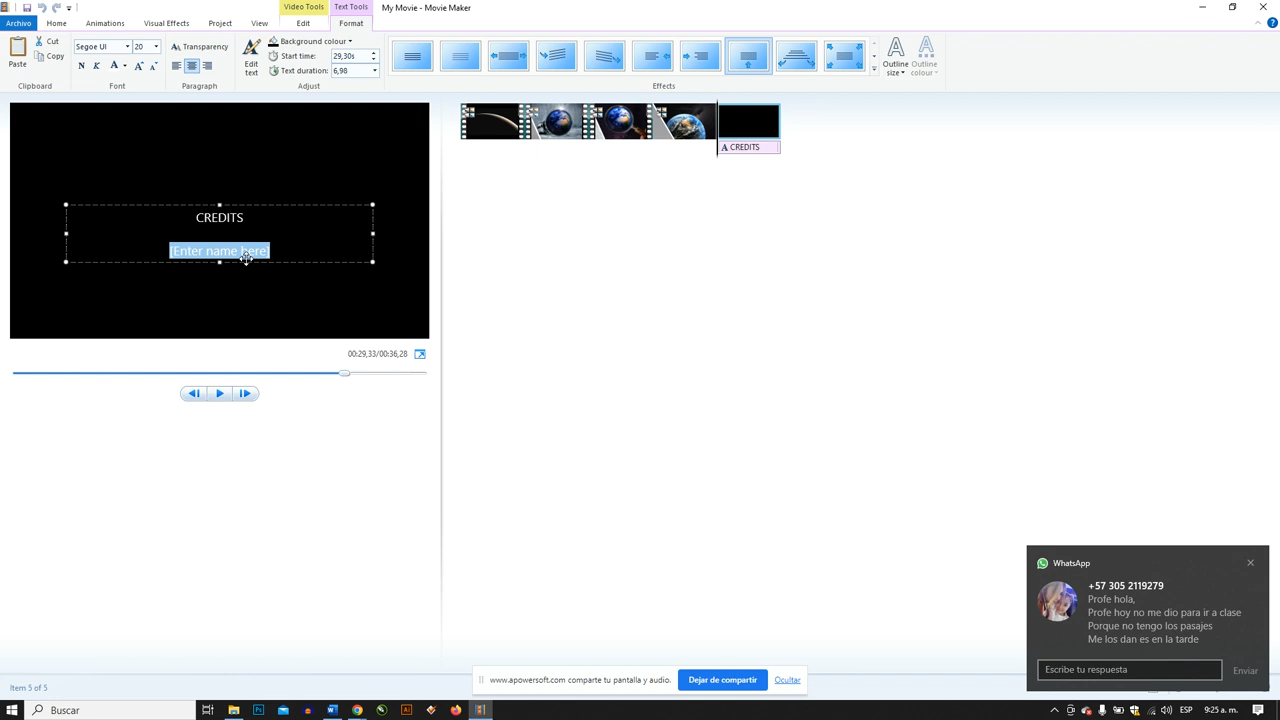 Video Tools
Text Tools
My Movie - Movie Maker
Archivo
Home
Animations
Visual Effects
Project
View
Edit
Format
Paste
Cut
Copy
Clipboard
Segoe UI
20
Transparency
N
K
A
A
A
Font
Paragraph
Edit
text
Background colour
Start time:
29,30s
Text duration:
6,98
Adjust
Effects
Outline
size
Outline
colour
CREDITS
[Enter name here]
A CREDITS
00:29,33/00:36,28
WhatsApp
+57 305 2119279
Profe hola,
Profe hoy no me dio para ir a clase
Porque no tengo los pasajes
Me los dan es en la tarde
Escribe tu respuesta
Enviar
www.apowersoft.com comparte tu pantalla y audio.
Dejar de compartir
Ocultar
Item 5 of 5
Buscar
ESP
9:25 a. m.